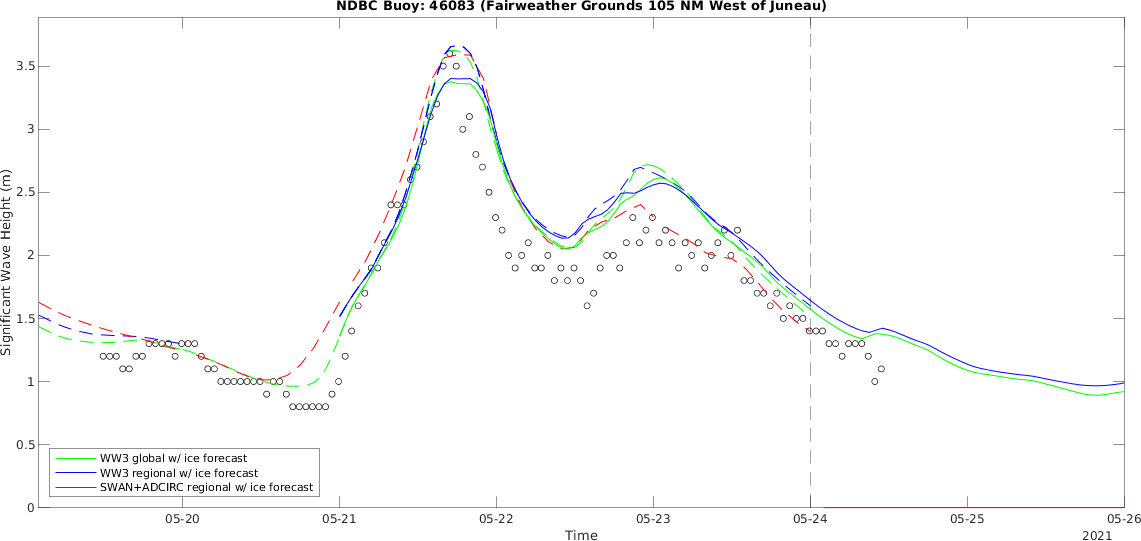 NDBC Buoy: 46083 (Fairweather Grounds 105 NM West of Juneau)
Significant Wave Height (m)
3.5
3
2.5
2
1.5
1
0.5
0
WW3 global w/ ice forecast
WW3 regional w/ ice forecast
SWAN+ADCIRC regional w/ ice forecast
05-20 05-21 05-22 05-23 05-24 05-25 05-26
Time 2021